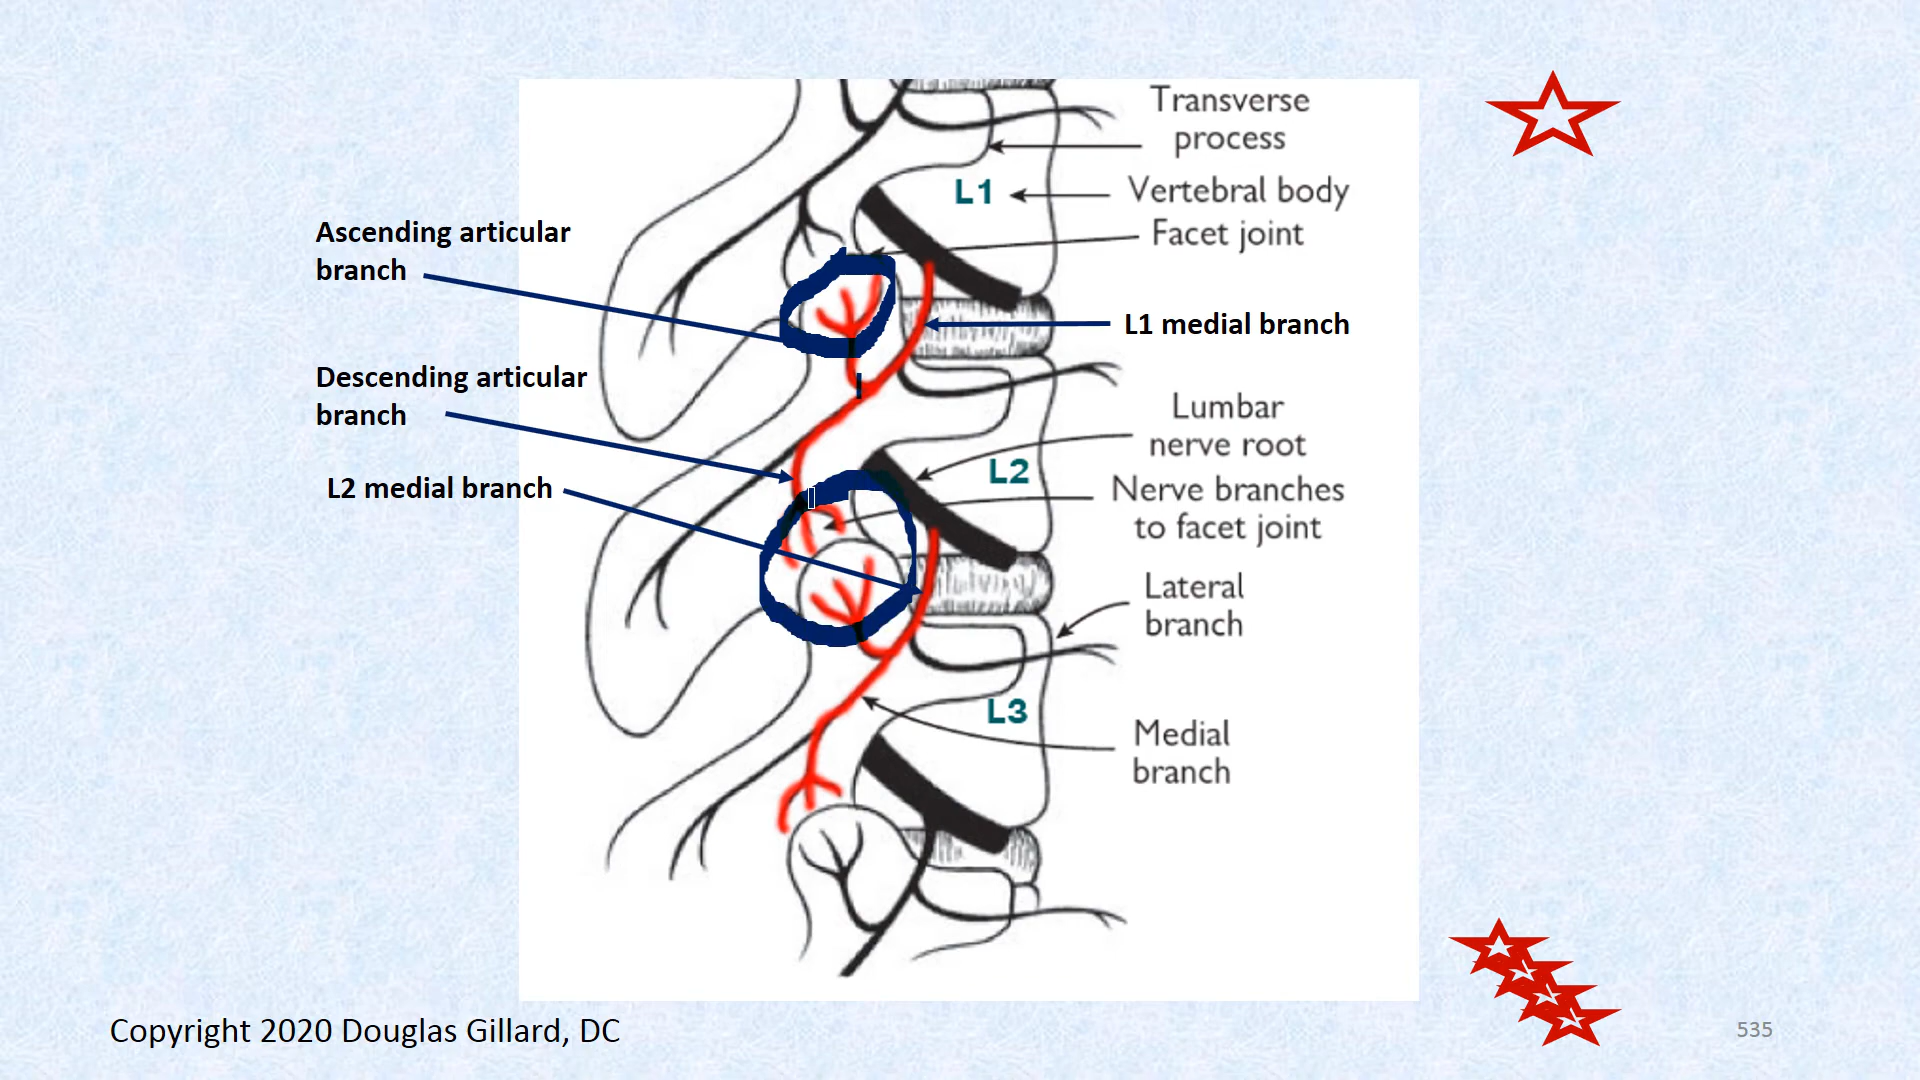 Transverse
process
L1
Vertebral body
Facet joint
Ascending articular
branch
L1 medial branch
Descending articular
branch
Lumbar
nerve root
L2
L2 medial branch
Nerve branches
to facet joint
Lateral
branch
L3
Medial
branch
Copyright 2020 Douglas Gillard, DC
535